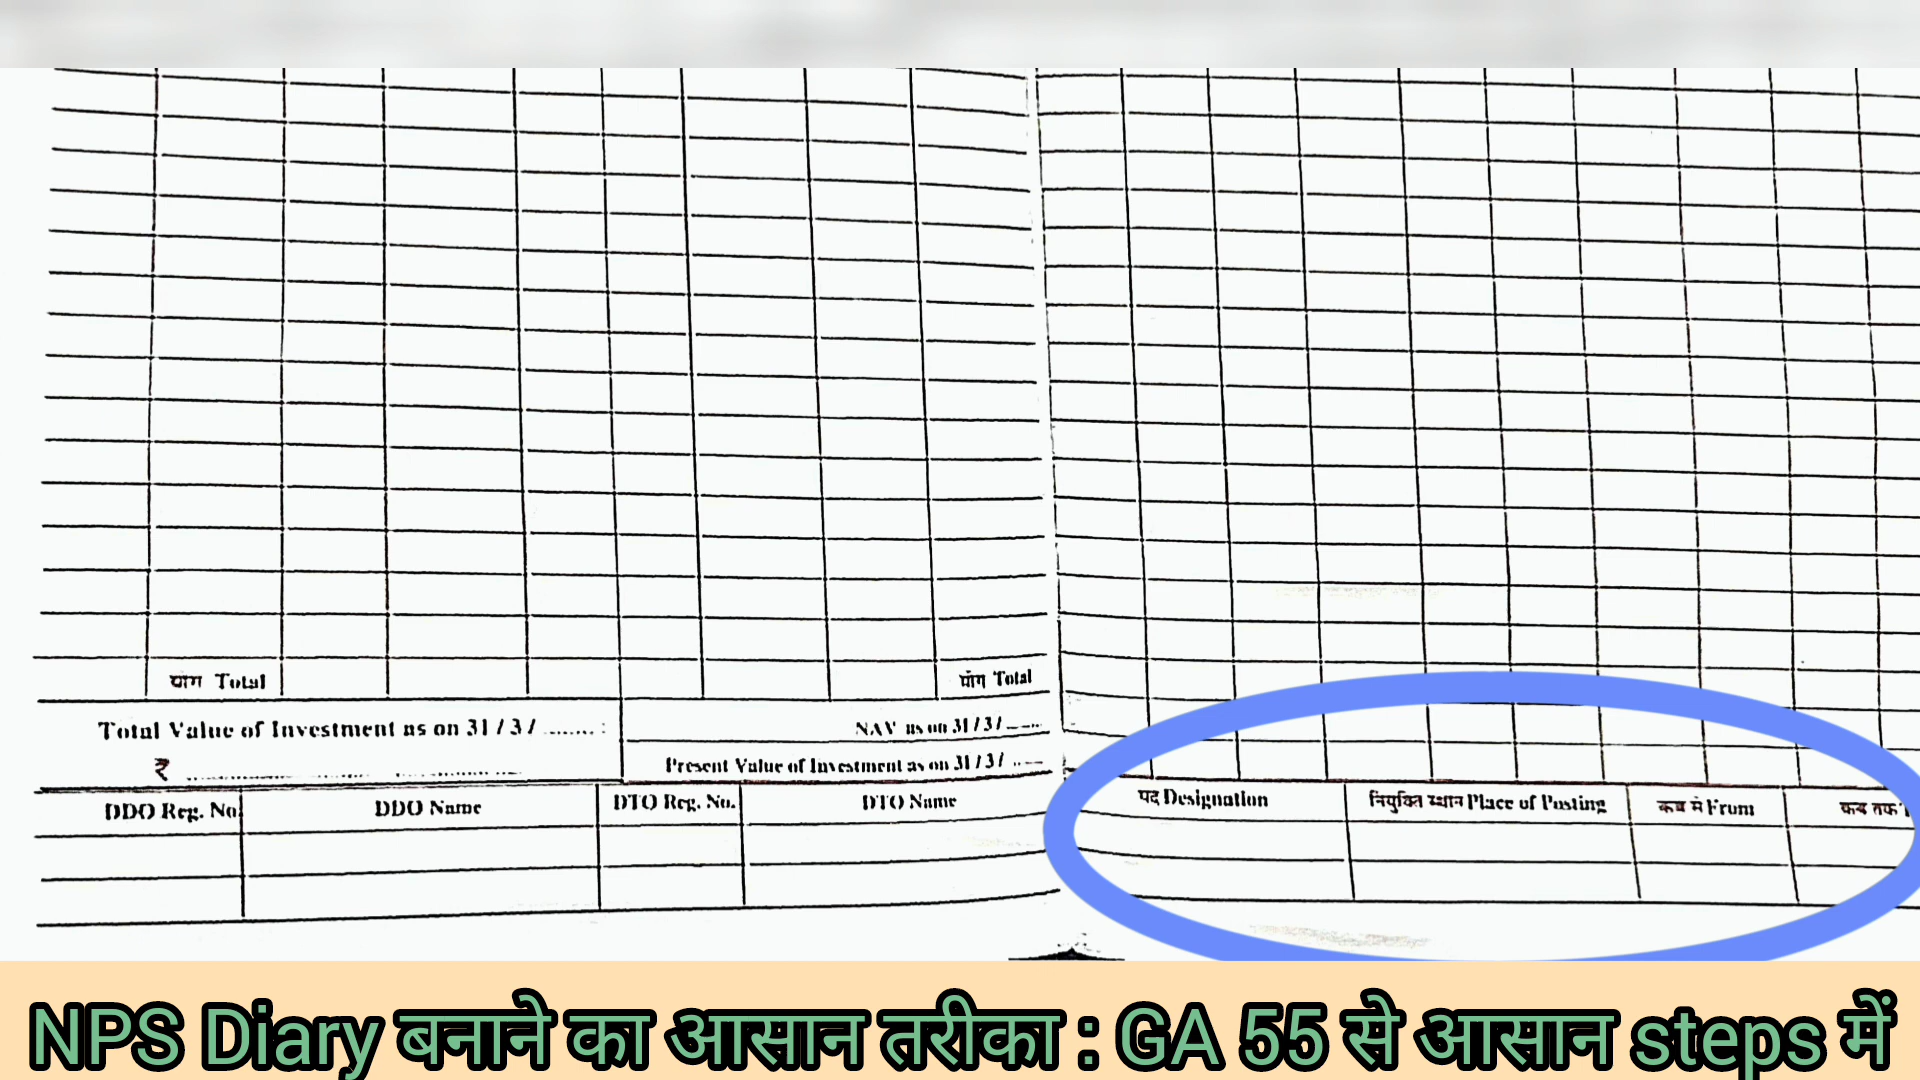 योग Total
योग Total
Total Value of Investment as on 31 / 3 / ........ :
₹ ........................................
NAV as on 31 / 3 / .......
Present Value of Investment as on 31 / 3 / .......
DDO Reg. No.
DDO Name
DTO Reg. No.
DTO Name
पद Designation
नियुक्ति स्थान Place of Posting
कब से From
कब तक
NPS Diary बनाने का आसान तरीका : GA 55 से आसान steps में